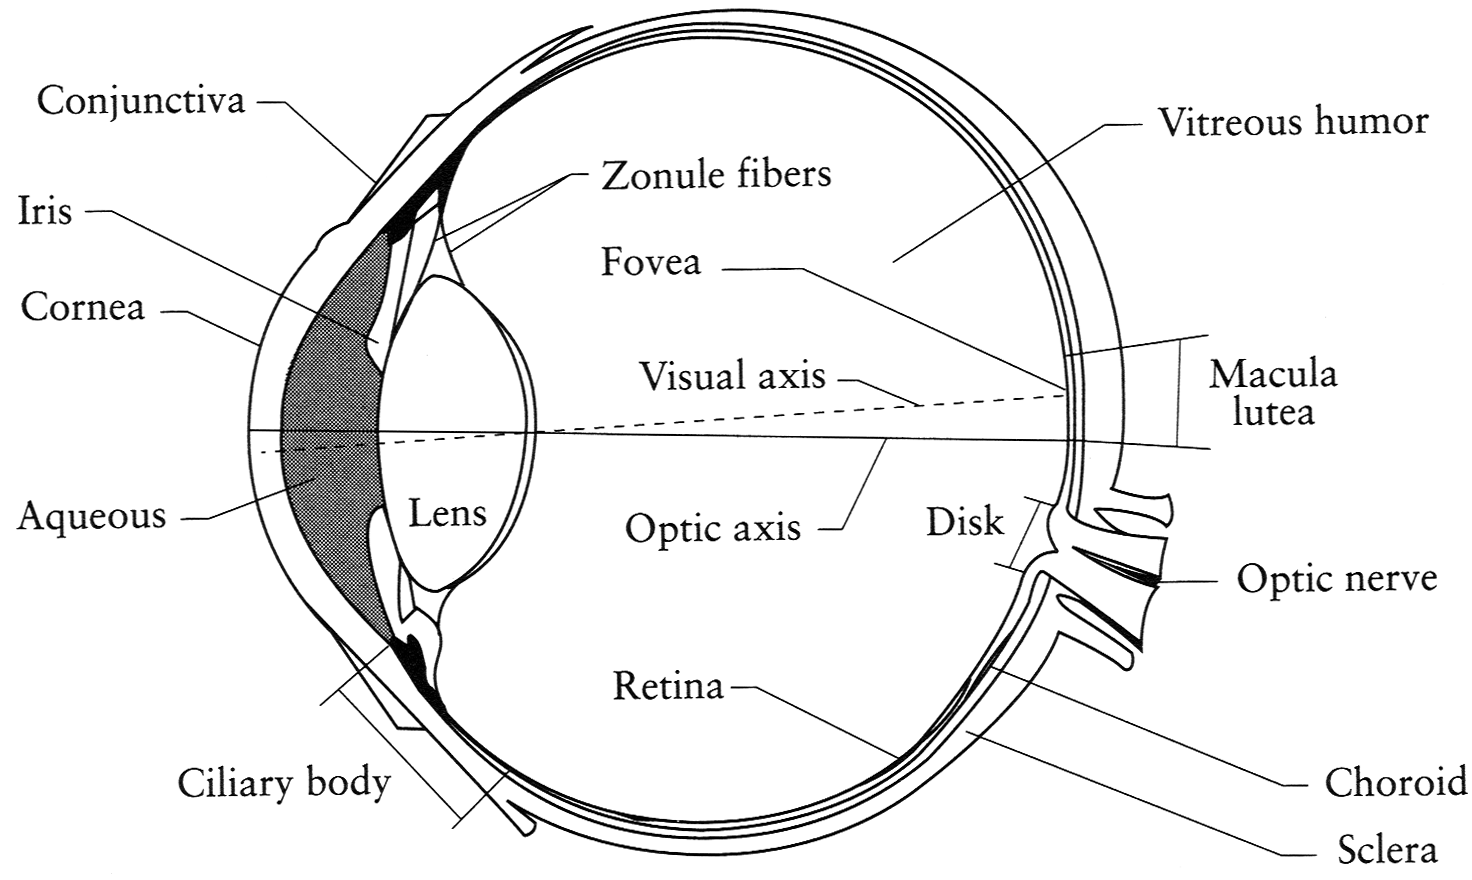 Conjunctiva
Vitreous humor
Zonule fibers
Iris
Fovea
Cornea
Visual axis
Macula
lutea
Aqueous
Lens
Optic axis
Disk
Optic nerve
Retina
Ciliary body
Choroid
Sclera